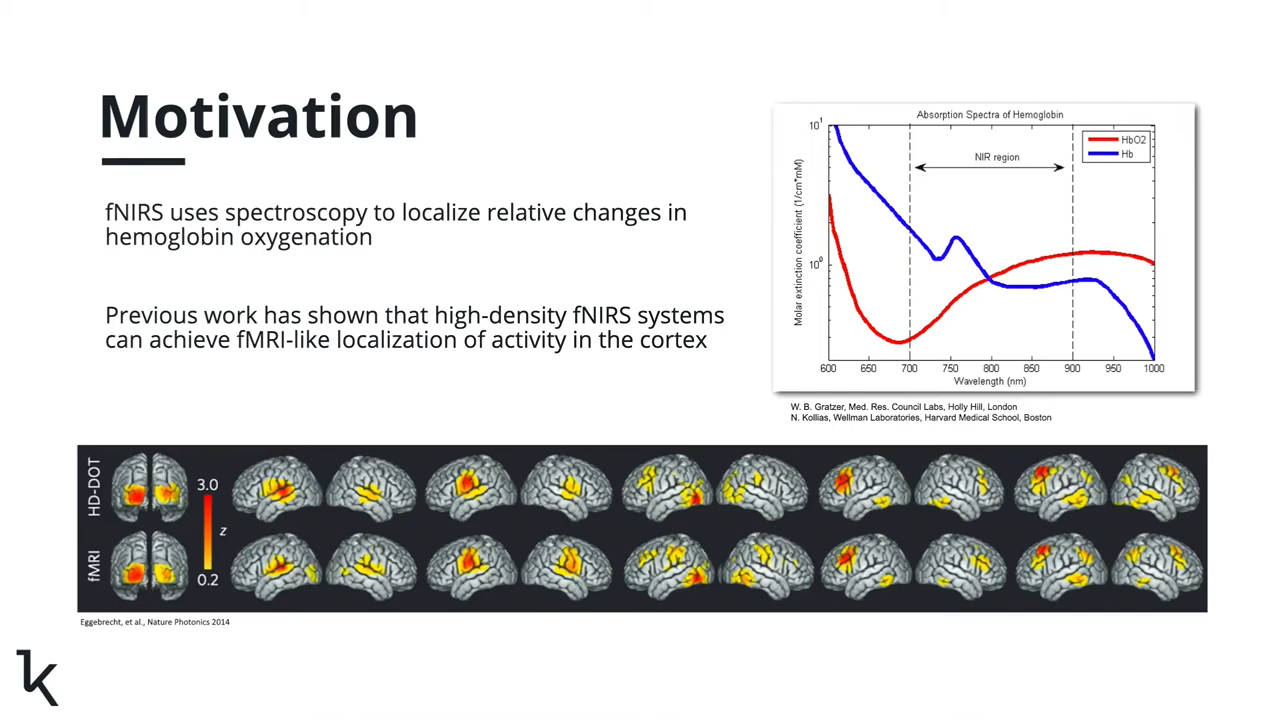 Motivation
fNIRS uses spectroscopy to localize relative changes in
hemoglobin oxygenation
Previous work has shown that high-density fNIRS systems
can achieve fMRI-like localization of activity in the cortex
Absorption Spectra of Hemoglobin
10^1
HbO2
Hb
NIR region
Molar extinction coefficient (1/cm*mM)
10^0
600 650 700 750 800 850 900 950 1000
Wavelength (nm)
W. B. Gratzer, Med. Res. Council Labs, Holly Hill, London
N. Kollias, Wellman Laboratories, Harvard Medical School, Boston
HD-DOT
3.0
z
0.2
fMRI
Eggebrecht, et al., Nature Photonics 2014
k